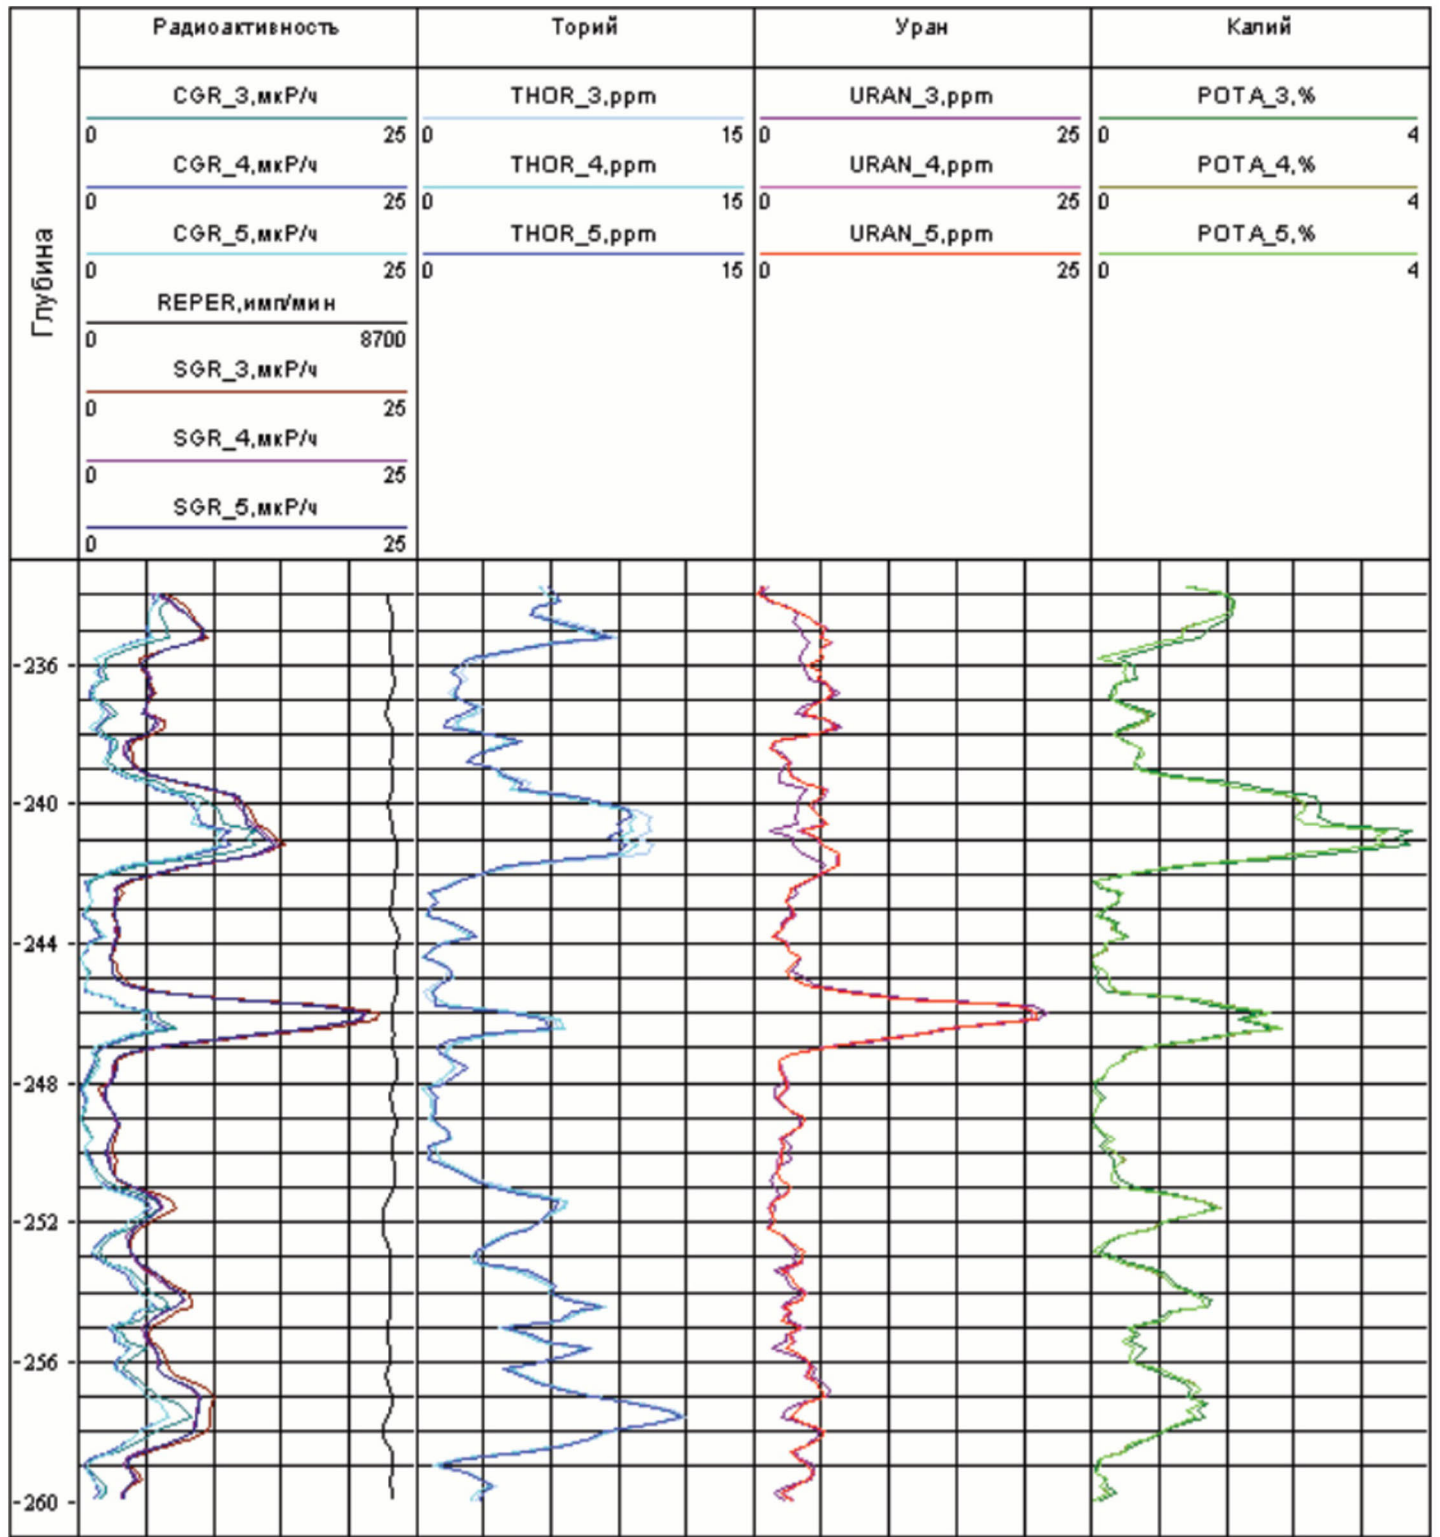 Радиоактивность Торий Уран Калий
CGR_3,мкР/ч THOR_3,ppm URAN_3,ppm POTA_3,%
0 25 0 15 0 25 0 4
CGR_4,мкР/ч THOR_4,ppm URAN_4,ppm POTA_4,%
0 25 0 15 0 25 0 4
CGR_5,мкР/ч THOR_5,ppm URAN_5,ppm POTA_5,%
0 25 0 15 0 25 0 4
REPER,имп/мин
0 8700
SGR_3,мкР/ч
0 25
SGR_4,мкР/ч
0 25
SGR_5,мкР/ч
0 25
Глубина
-236
-240
-244
-248
-252
-256
-260